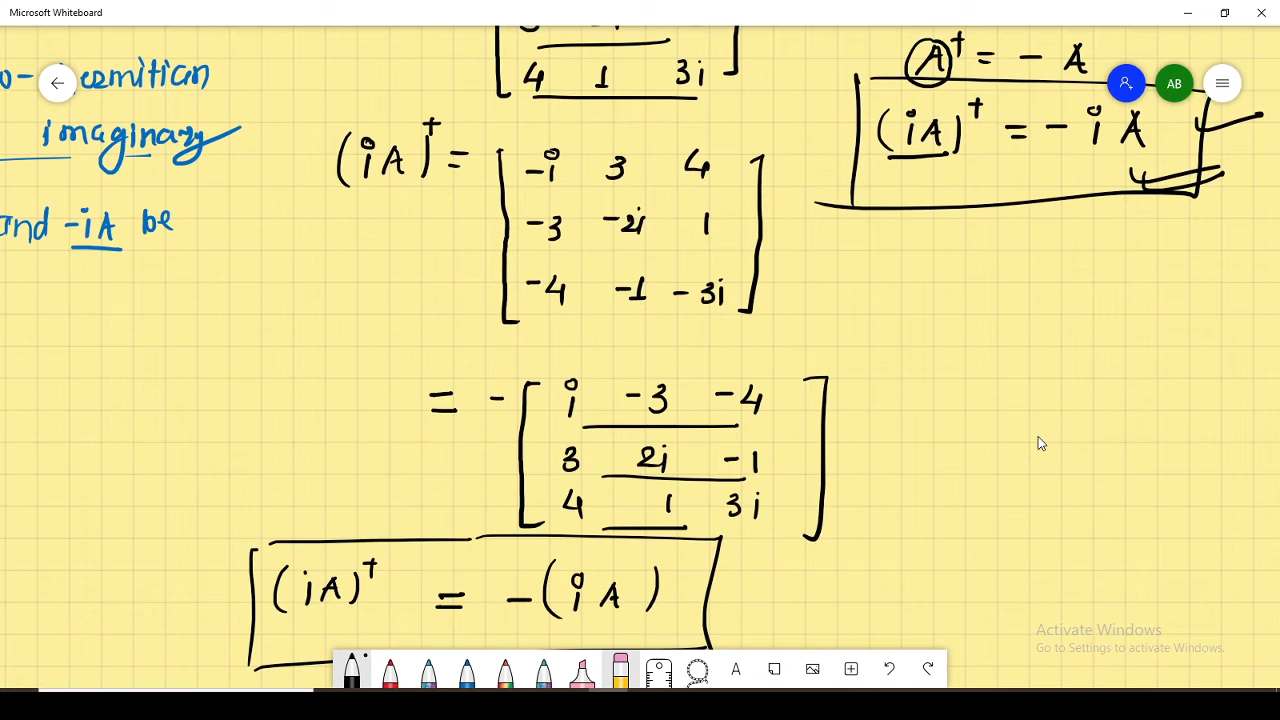 Microsoft Whiteboard
imaginary
and -iA be
4 1 3i
(iA)† =
-i 3 4
-3 -2i 1
-4 -1 -3i
= -
i -3 -4
3 2i -1
4 1 3i
(iA)† = -(iA)
A† = - A
(iA)† = - iA
AB
Activate Windows
Go to Settings to activate Windows.
A